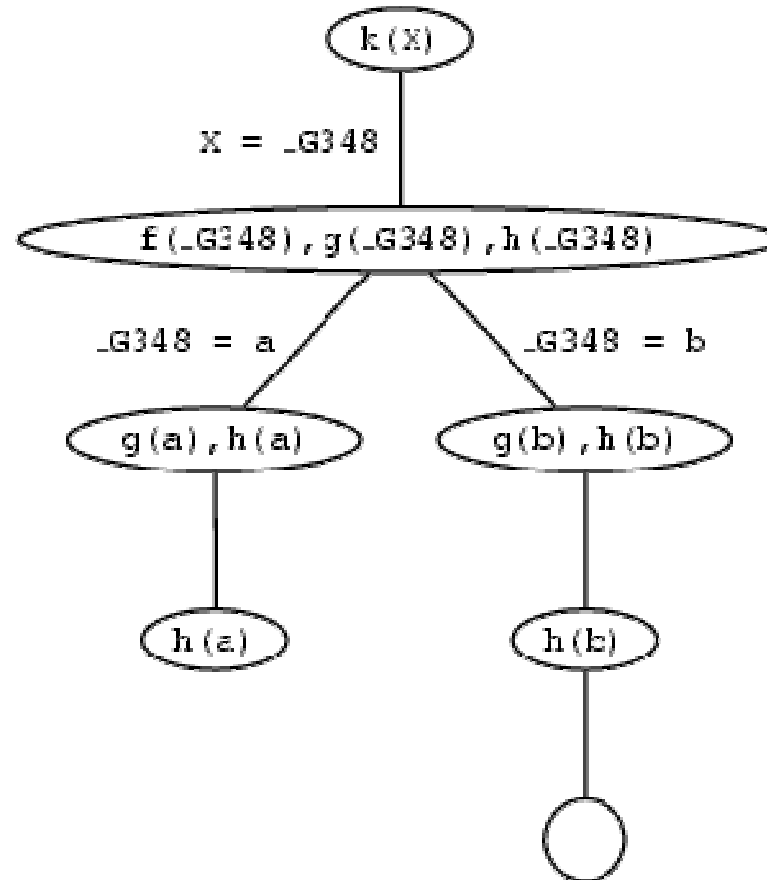 k(X)
X = _G348
f(_G348),g(_G348),h(_G348)
_G348 = a
_G348 = b
g(a),h(a)
g(b),h(b)
h(a)
h(b)